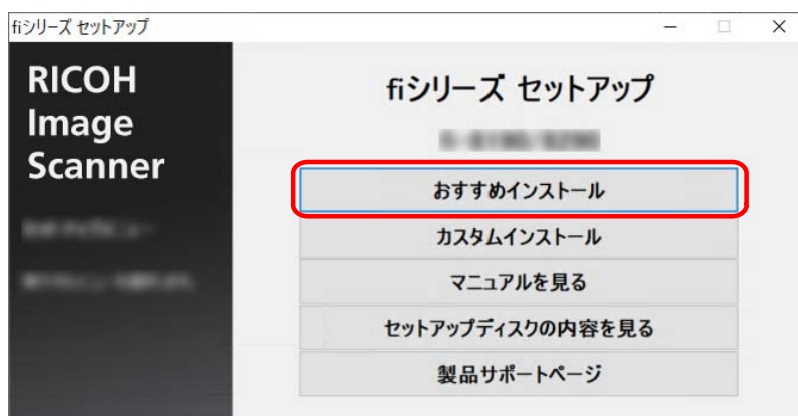 fiシリーズ セットアップ
RICOH
Image
Scanner
fiシリーズ セットアップ
おすすめインストール
カスタムインストール
マニュアルを見る
セットアップディスクの内容を見る
製品サポートページ